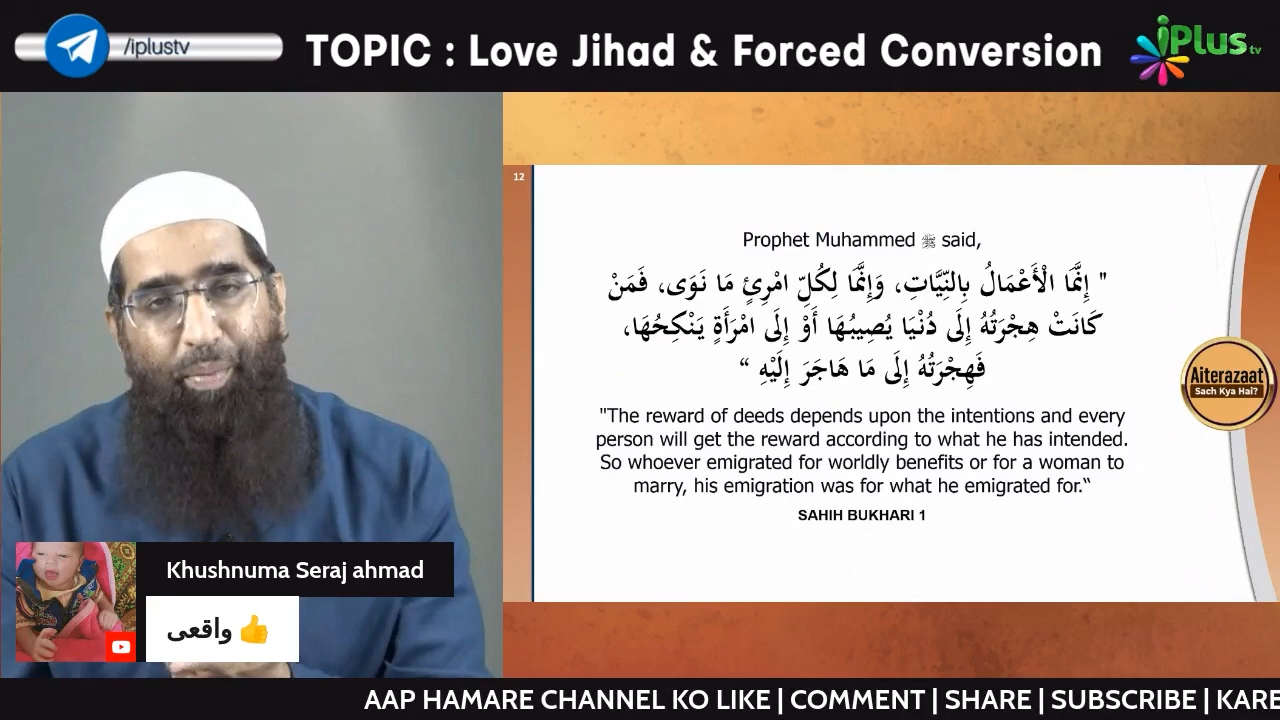 /iplustv
TOPIC : Love Jihad & Forced Conversion
iPlus tv
12
Prophet Muhammed ﷺ said,
" إِنَّمَا الْأَعْمَالُ بِالنِّيَّاتِ، وَإِنَّمَا لِكُلِّ امْرِئٍ مَا نَوَى، فَمَنْ
كَانَتْ هِجْرَتُهُ إِلَى دُنْيَا يُصِيبُهَا أَوْ إِلَى امْرَأَةٍ يَنْكِحُهَا،
فَهِجْرَتُهُ إِلَى مَا هَاجَرَ إِلَيْهِ “
"The reward of deeds depends upon the intentions and every
person will get the reward according to what he has intended.
So whoever emigrated for worldly benefits or for a woman to
marry, his emigration was for what he emigrated for.“
SAHIH BUKHARI 1
Aiterazaat
Sach Kya Hai?
Khushnuma Seraj ahmad
واقعی 👍
AAP HAMARE CHANNEL KO LIKE | COMMENT | SHARE | SUBSCRIBE | KARE